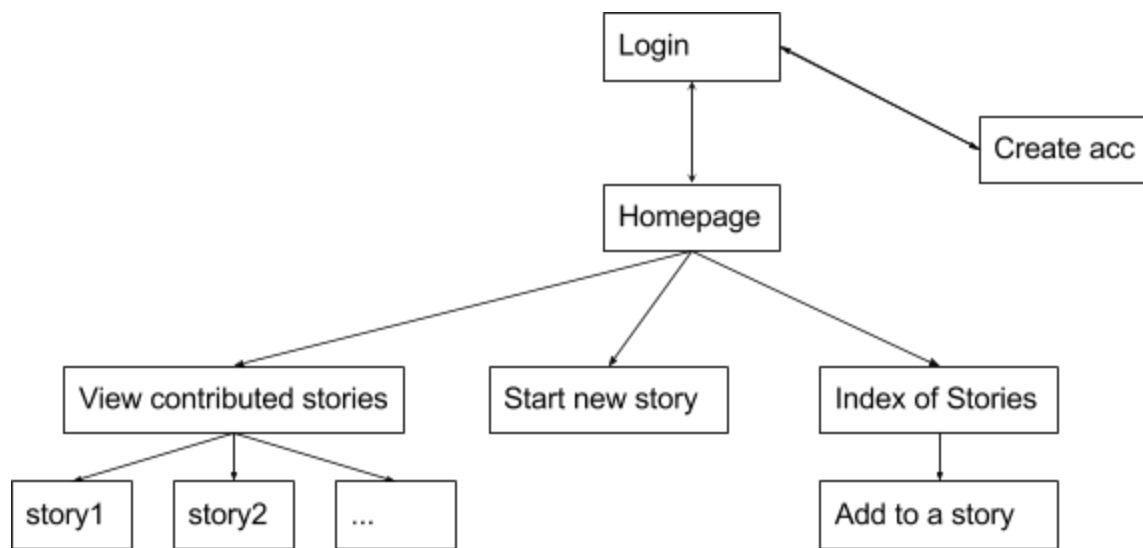 Login
Create acc
Homepage
View contributed stories
Start new story
Index of Stories
story1
story2
...
Add to a story